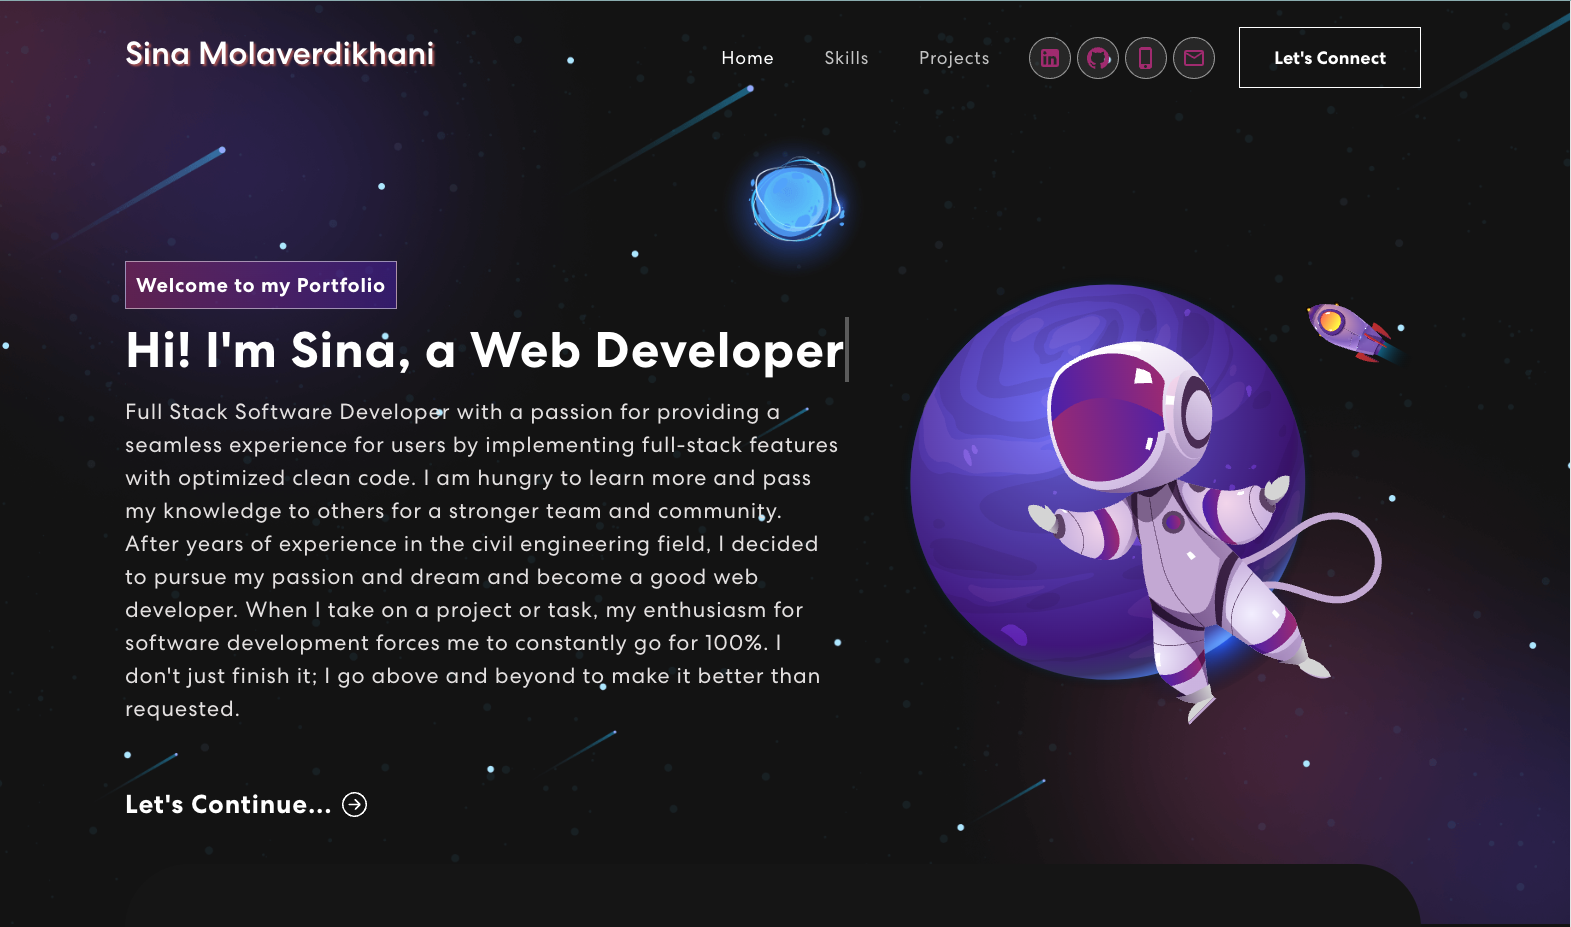 Sina Molaverdikhani
Home
Skills
Projects
Let's Connect
Welcome to my Portfolio
Hi! I'm Sina, a Web Developer
Full Stack Software Developer with a passion for providing a
seamless experience for users by implementing full-stack features
with optimized clean code. I am hungry to learn more and pass
my knowledge to others for a stronger team and community.
After years of experience in the civil engineering field, I decided
to pursue my passion and dream and become a good web
developer. When I take on a project or task, my enthusiasm for
software development forces me to constantly go for 100%. I
don't just finish it; I go above and beyond to make it better than
requested.
Let's Continue...